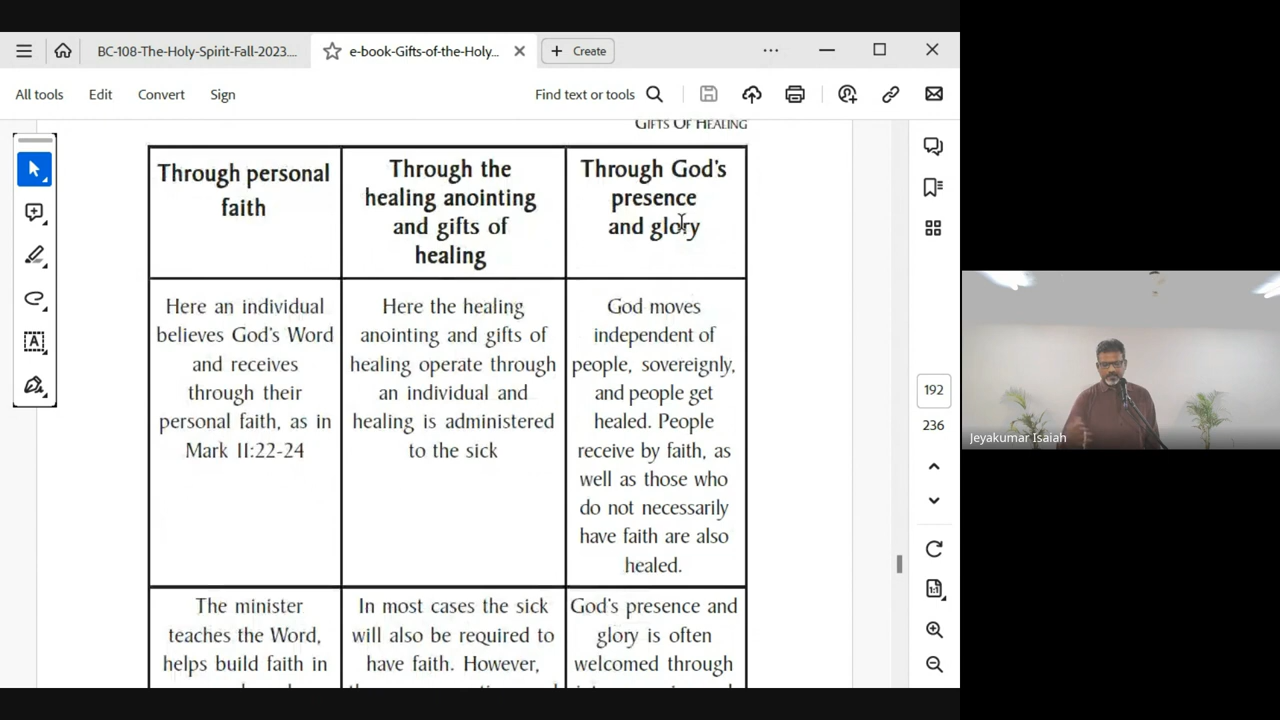 BC-108-The-Holy-Spirit-Fall-2023....
e-book-Gifts-of-the-Holy...
Create
All tools
Edit
Convert
Sign
Find text or tools
GIFTS OF HEALING
Through personal
faith
Through the
healing anointing
and gifts of
healing
Through God's
presence
and glory
Here an individual
believes God's Word
and receives
through their
personal faith, as in
Mark 11:22-24
Here the healing
anointing and gifts of
healing operate through
an individual and
healing is administered
to the sick
God moves
independent of
people, sovereignly,
and people get
healed. People
receive by faith, as
well as those who
do not necessarily
have faith are also
healed.
The minister
teaches the Word,
helps build faith in
In most cases the sick
will also be required to
have faith. However,
God's presence and
glory is often
welcomed through
192
236
1:1
Jeyakumar Isaiah